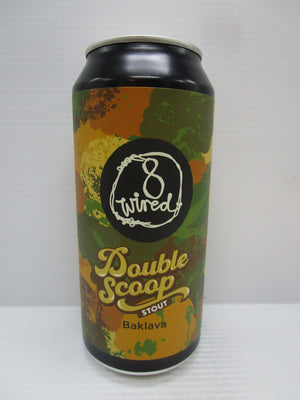 8
wired
Double
Scoop
STOUT
Baklava